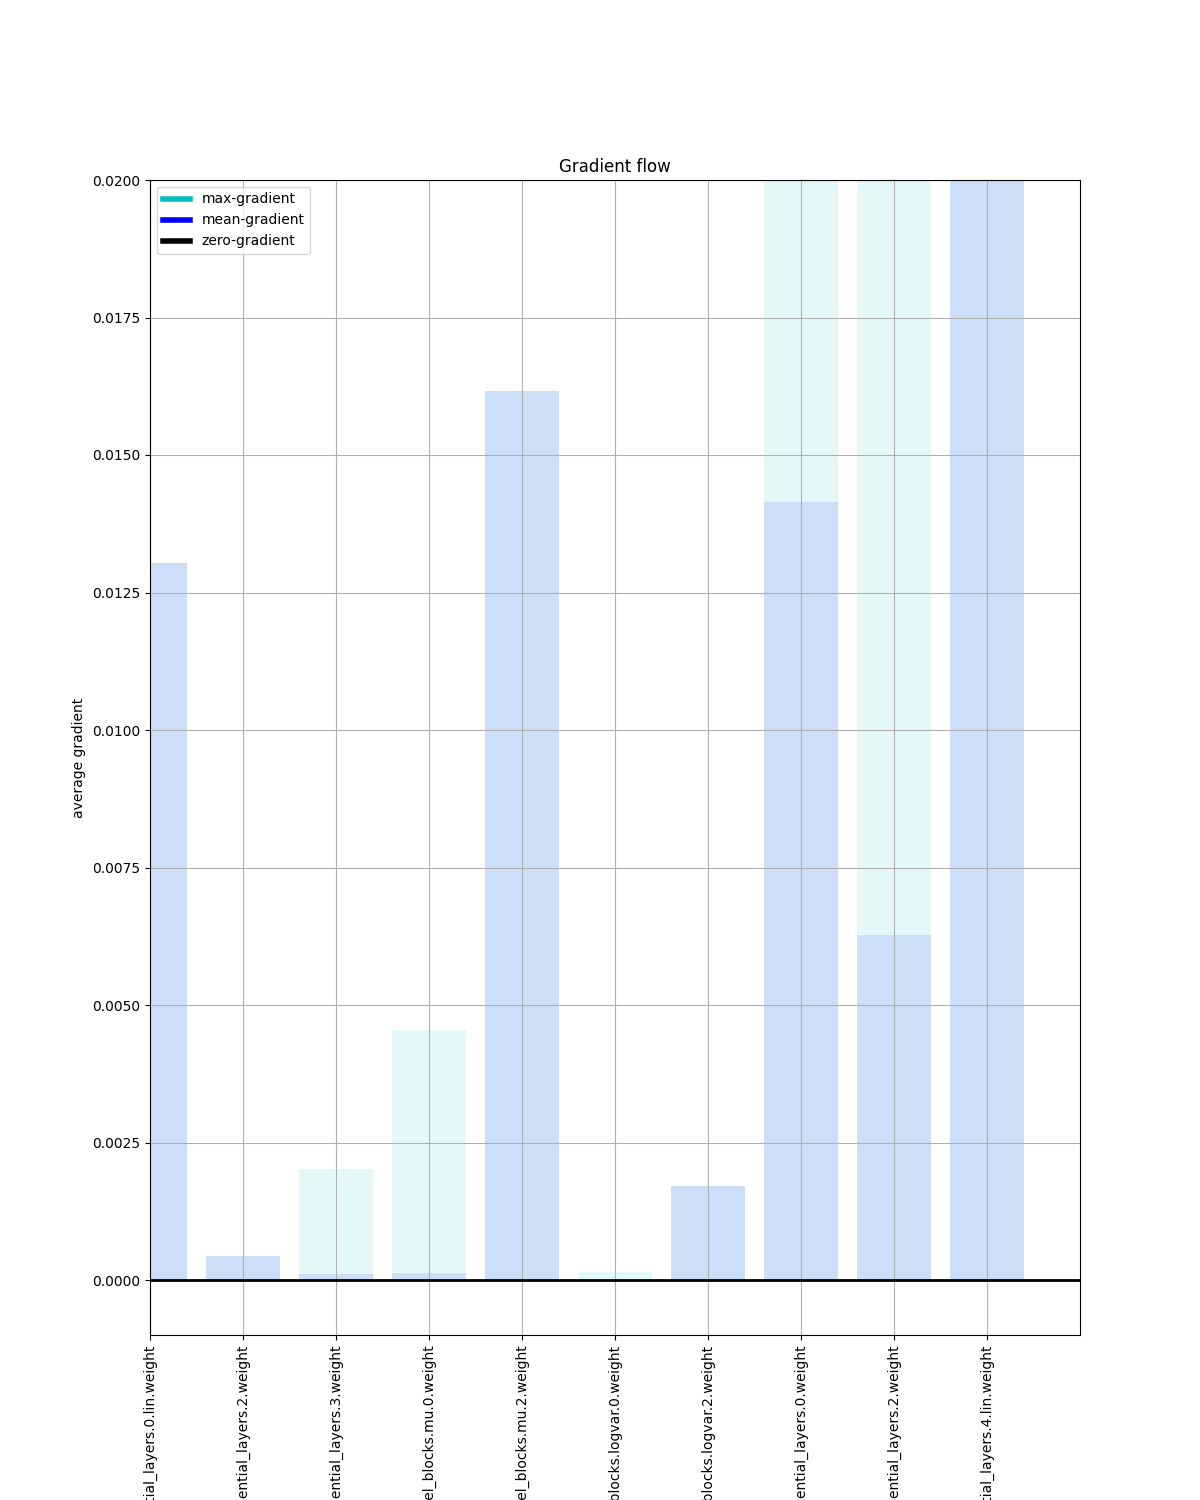 Gradient flow
max-gradient
mean-gradient
zero-gradient
0.0200
0.0175
0.0150
0.0125
0.0100
0.0075
0.0050
0.0025
0.0000
average gradient
tial_layers.0.lin.weight
ential_layers.2.weight
ential_layers.3.weight
el_blocks.mu.0.weight
el_blocks.mu.2.weight
blocks.logvar.0.weight
blocks.logvar.2.weight
ential_layers.0.weight
ential_layers.2.weight
tial_layers.4.lin.weight